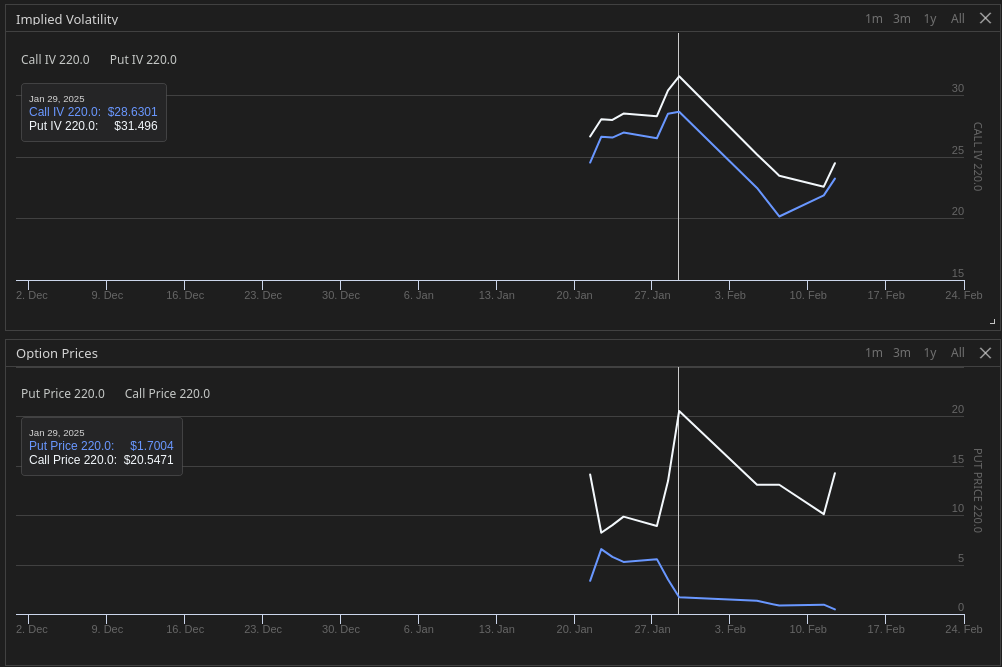 Implied Volatility
1m 3m 1y All
Call IV 220.0 Put IV 220.0
Jan 29, 2025
Call IV 220.0: $28.6301
Put IV 220.0: $31.496
30
25
20
15
CALL IV 220.0
2. Dec 9. Dec 16. Dec 23. Dec 30. Dec 6. Jan 13. Jan 20. Jan 27. Jan 3. Feb 10. Feb 17. Feb 24. Feb
Option Prices
1m 3m 1y All
Put Price 220.0 Call Price 220.0
Jan 29, 2025
Put Price 220.0: $1.7004
Call Price 220.0: $20.5471
20
15
10
5
0
PUT PRICE 220.0
2. Dec 9. Dec 16. Dec 23. Dec 30. Dec 6. Jan 13. Jan 20. Jan 27. Jan 3. Feb 10. Feb 17. Feb 24. Feb